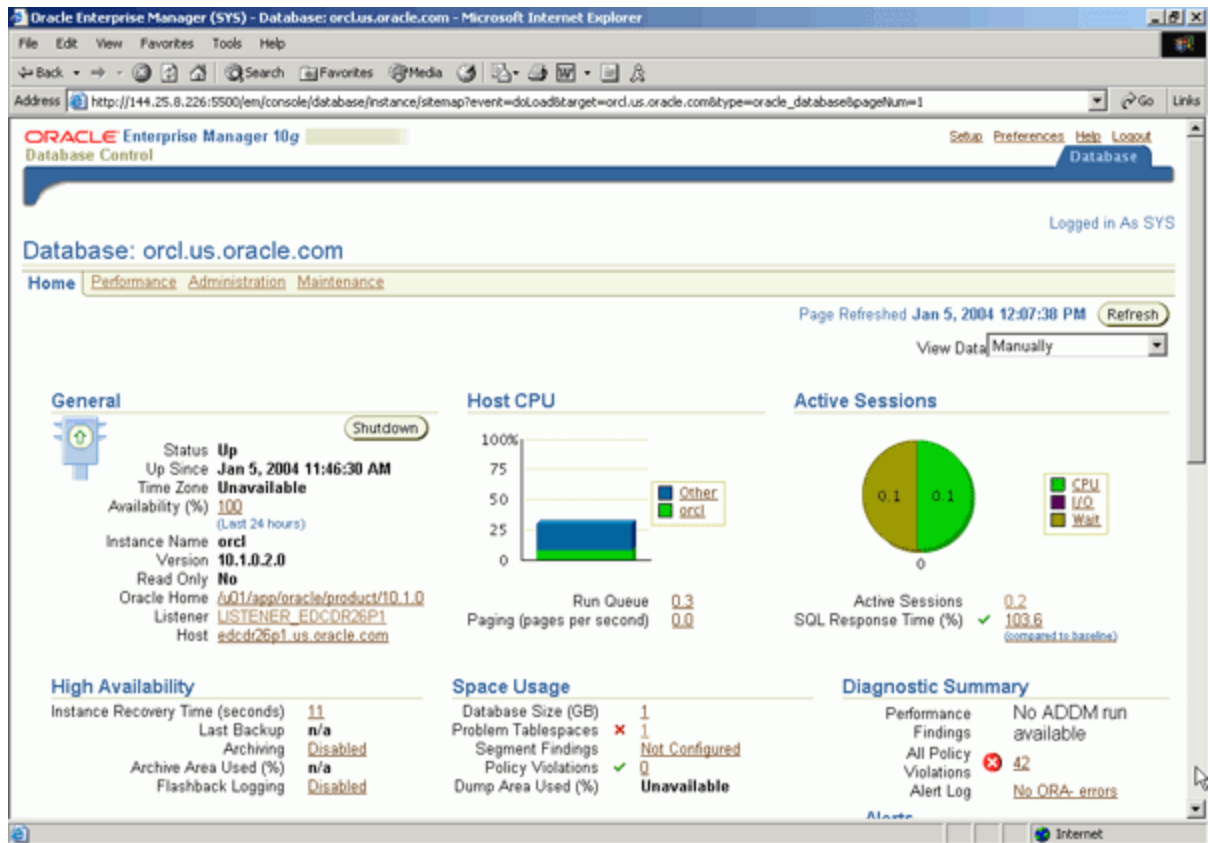 Oracle Enterprise Manager (SYS) - Database: orcl.us.oracle.com - Microsoft Internet Explorer
File Edit View Favorites Tools Help
Back Search Favorites Media
Address http://144.25.8.226:5500/em/console/database/instance/sitemap?event=doLoad&target=orcl.us.oracle.com&type=oracle_database&pageNum=1 Go Links
ORACLE Enterprise Manager 10g
Database Control
Setup Preferences Help Logout
Database
Logged in As SYS
Database: orcl.us.oracle.com
Home Performance Administration Maintenance
Page Refreshed Jan 5, 2004 12:07:38 PM Refresh
View Data Manually
General
Shutdown
Status Up
Up Since Jan 5, 2004 11:46:30 AM
Time Zone Unavailable
Availability (%) 100
(Last 24 hours)
Instance Name orcl
Version 10.1.0.2.0
Read Only No
Oracle Home /u01/app/oracle/product/10.1.0
Listener LISTENER_EDCDR26P1
Host edcdr26p1.us.oracle.com
Host CPU
100%
75
50
25
0
Other
orcl
Run Queue 0.3
Paging (pages per second) 0.0
Active Sessions
0.1 0.1
0
CPU
I/O
Wait
Active Sessions 0.2
SQL Response Time (%) 103.6
(compared to baseline)
High Availability
Instance Recovery Time (seconds) 11
Last Backup n/a
Archiving Disabled
Archive Area Used (%) n/a
Flashback Logging Disabled
Space Usage
Database Size (GB) 1
Problem Tablespaces 1
Segment Findings Not Configured
Policy Violations 0
Dump Area Used (%) Unavailable
Diagnostic Summary
Performance Findings No ADDM run available
All Policy Violations 42
Alert Log No ORA- errors
Alerts
Internet